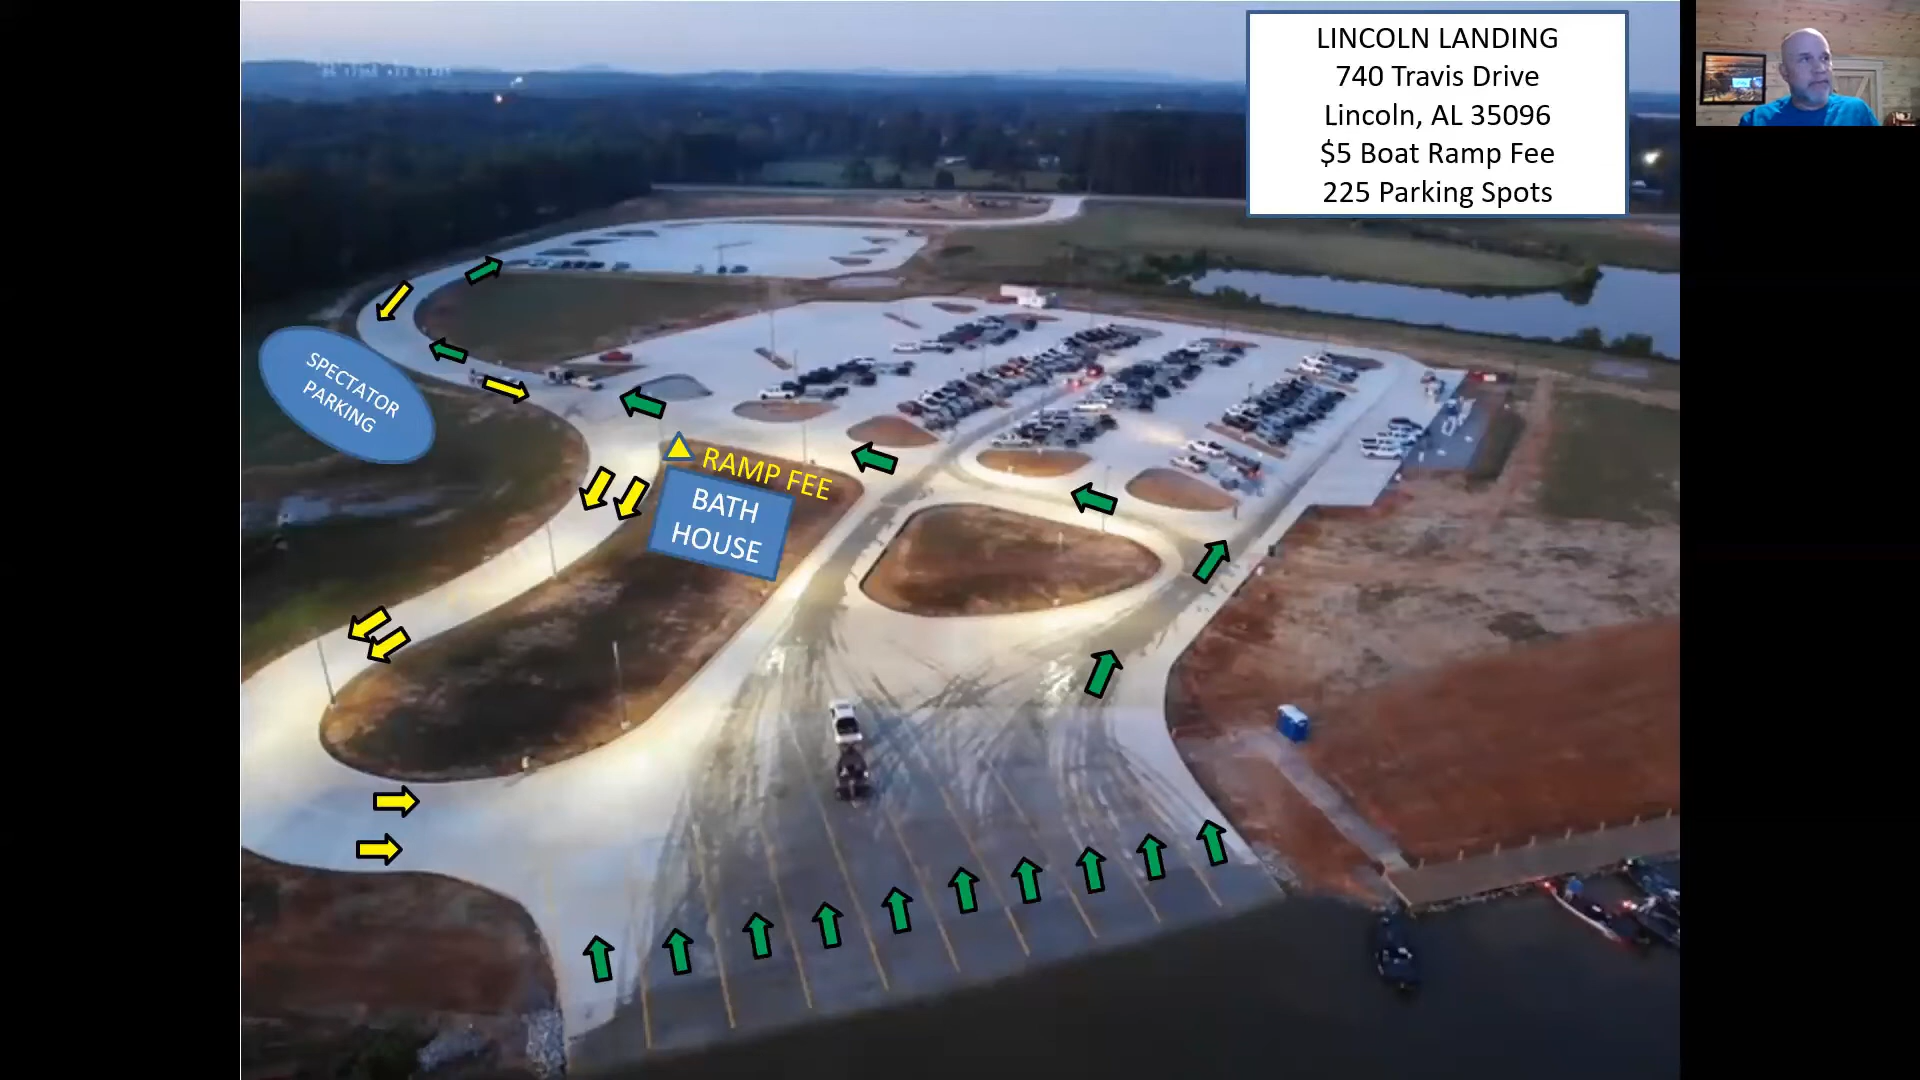 LINCOLN LANDING
740 Travis Drive
Lincoln, AL 35096
$5 Boat Ramp Fee
225 Parking Spots
SPECTATOR
PARKING
RAMP FEE
BATH
HOUSE